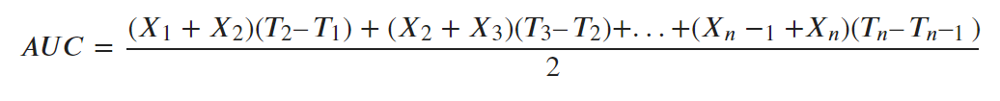 AUC = (X₁ + X₂)(T₂– T₁) + (X₂ + X₃)(T₃– T₂)+. . . +(Xₙ –₁ +Xₙ)(Tₙ– Tₙ–₁ )
2